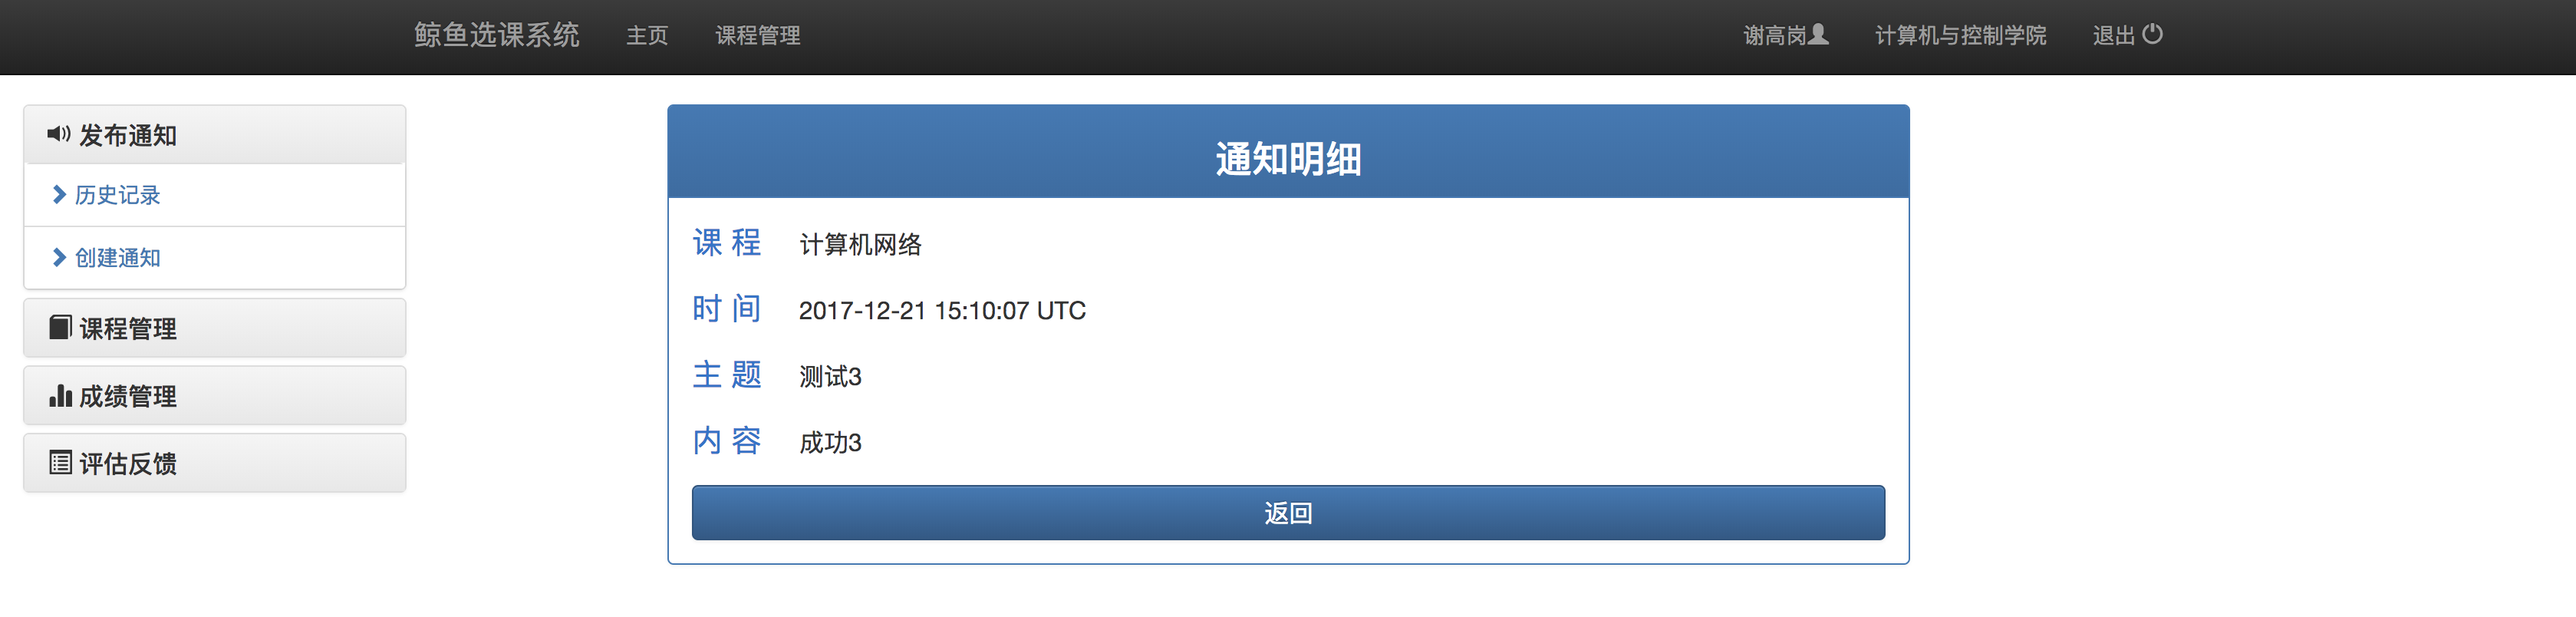 鲸鱼选课系统 主页 课程管理 谢高岗 计算机与控制学院 退出
发布通知
历史记录
创建通知
课程管理
成绩管理
评估反馈
通知明细
课 程 计算机网络
时 间 2017-12-21 15:10:07 UTC
主 题 测试3
内 容 成功3
返回